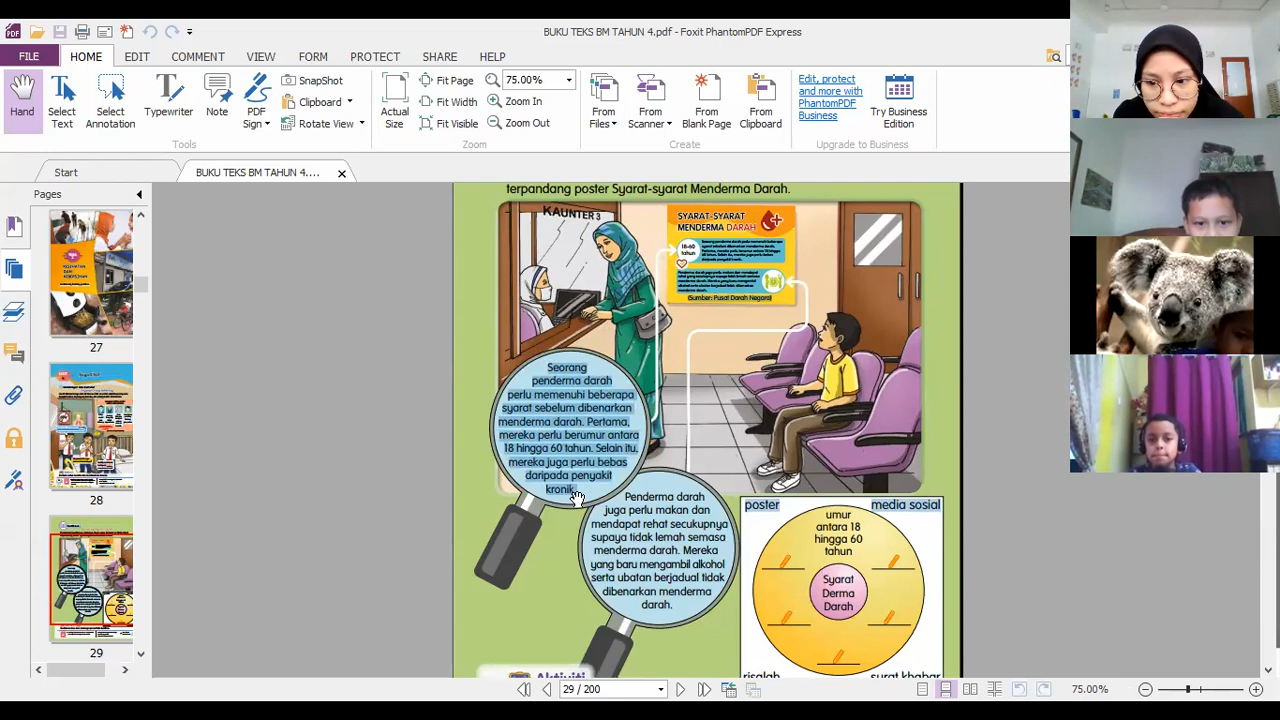 BUKU TEKS BM TAHUN 4.pdf - Foxit PhantomPDF Express
FILE HOME EDIT COMMENT VIEW FORM PROTECT SHARE HELP
Hand
Select Text
Select Annotation
Typewriter
Note
PDF Sign
SnapShot
Clipboard
Rotate View
Actual Size
Fit Page
Fit Width
Fit Visible
75.00%
Zoom In
Zoom Out
From Files
From Scanner
From Blank Page
From Clipboard
Edit, protect
and more with
PhantomPDF
Business
Try Business Edition
Tools Zoom Create Upgrade to Business
Start
BUKU TEKS BM TAHUN 4....
Pages
27
28
29
terpandang poster Syarat-syarat Menderma Darah.
KAUNTER 3
SYARAT-SYARAT
MENDERMA DARAH
18-60
tahun
(Sumber: Pusat Darah Negara)
Seorang
penderma darah
perlu memenuhi beberapa
syarat sebelum dibenarkan
menderma darah. Pertama,
mereka perlu berumur antara
18 hingga 60 tahun. Selain itu,
mereka juga perlu bebas
daripada penyakit
kronik.
Penderma darah
juga perlu makan dan
mendapat rehat secukupnya
supaya tidak lemah semasa
menderma darah. Mereka
yang baru mengambil alkohol
serta ubatan berjadual tidak
dibenarkan menderma
darah.
poster media sosial
umur
antara 18
hingga 60
tahun
Syarat
Derma
Darah
risalah surat khabar
Aktiviti
29 / 200
75.00%